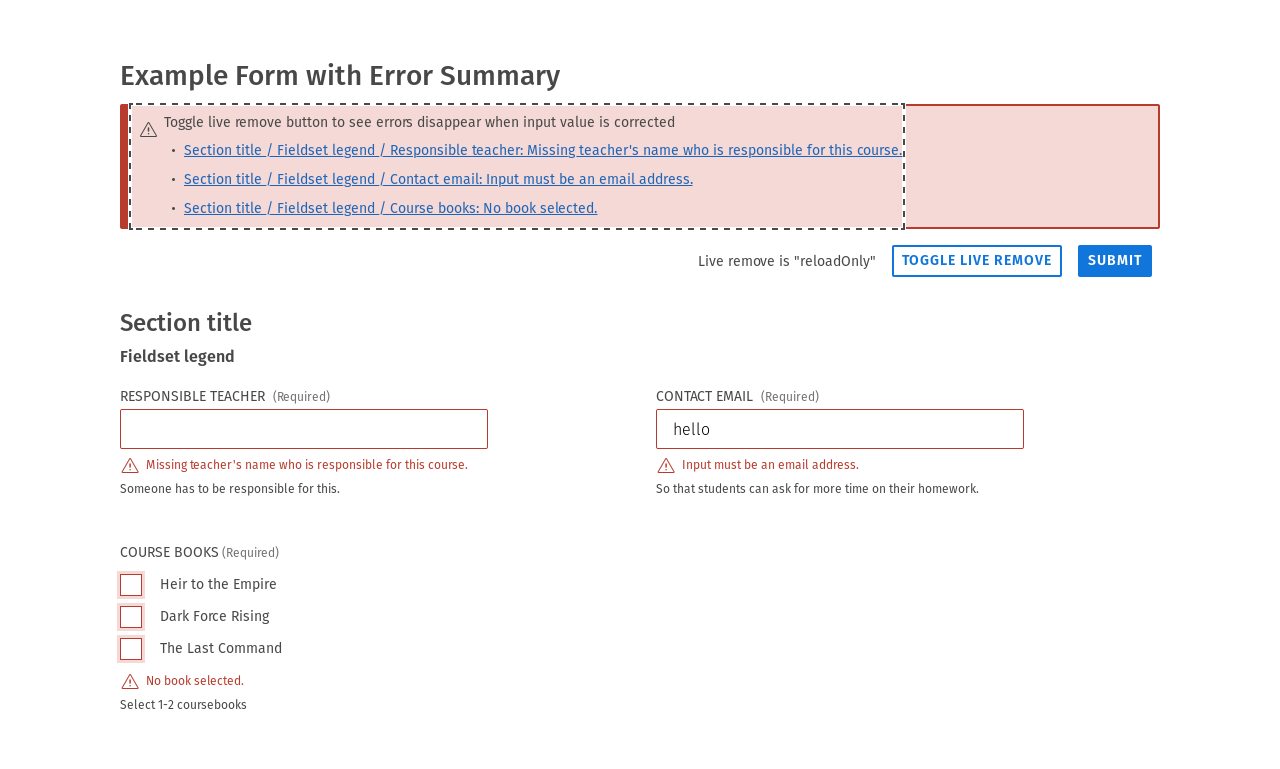 Example Form with Error Summary
Toggle live remove button to see errors disappear when input value is corrected
• Section title / Fieldset legend / Responsible teacher: Missing teacher's name who is responsible for this course.
• Section title / Fieldset legend / Contact email: Input must be an email address.
• Section title / Fieldset legend / Course books: No book selected.
Live remove is "reloadOnly" TOGGLE LIVE REMOVE SUBMIT
Section title
Fieldset legend
RESPONSIBLE TEACHER (Required)
Missing teacher's name who is responsible for this course.
Someone has to be responsible for this.
CONTACT EMAIL (Required)
hello
Input must be an email address.
So that students can ask for more time on their homework.
COURSE BOOKS (Required)
Heir to the Empire
Dark Force Rising
The Last Command
No book selected.
Select 1-2 coursebooks